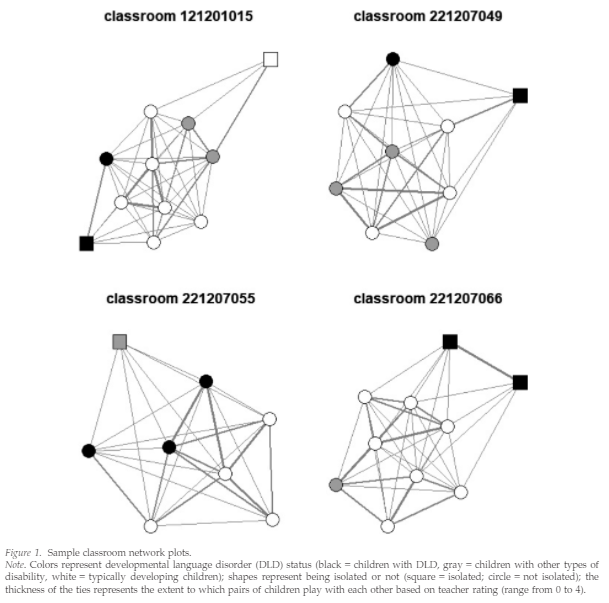 classroom 121201015
classroom 221207049
classroom 221207055
classroom 221207066
Figure 1. Sample classroom network plots.
Note. Colors represent developmental language disorder (DLD) status (black = children with DLD, gray = children with other types of
disability, white = typically developing children); shapes represent being isolated or not (square = isolated; circle = not isolated); the
thickness of the ties represents the extent to which pairs of children play with each other based on teacher rating (range from 0 to 4).